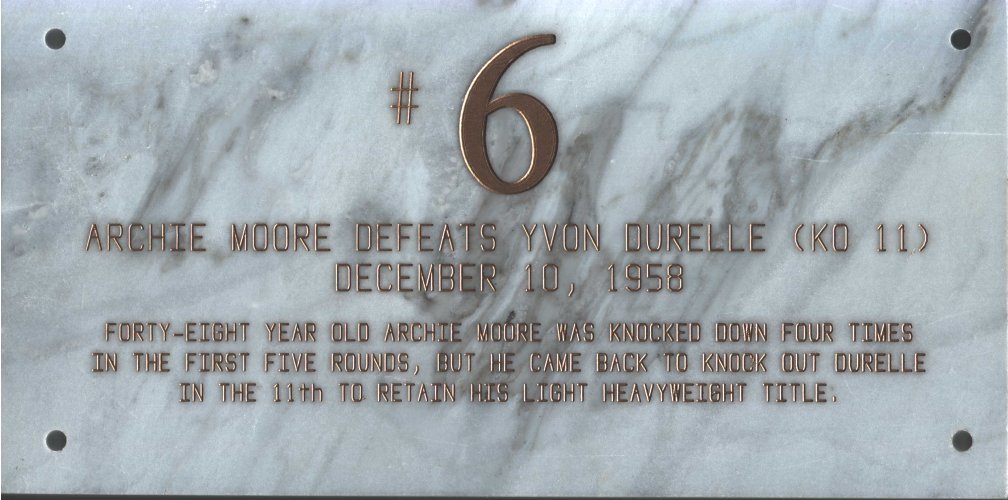 # 6
ARCHIE MOORE DEFEATS YVON DURELLE (KO 11)
DECEMBER 10, 1958
FORTY-EIGHT YEAR OLD ARCHIE MOORE WAS KNOCKED DOWN FOUR TIMES
IN THE FIRST FIVE ROUNDS, BUT HE CAME BACK TO KNOCK OUT DURELLE
IN THE 11th TO RETAIN HIS LIGHT HEAVYWEIGHT TITLE.